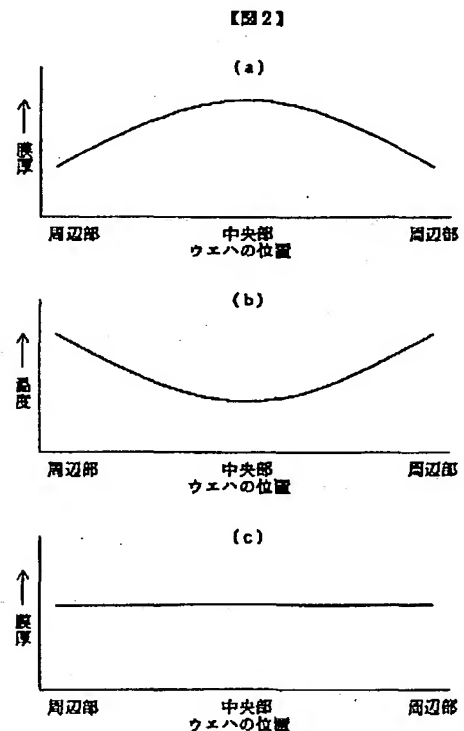 【図2】
(a)
↑膜厚
周辺部 中央部 周辺部
ウエハの位置
(b)
↑温度
周辺部 中央部 周辺部
ウエハの位置
(c)
↑膜厚
周辺部 中央部 周辺部
ウエハの位置